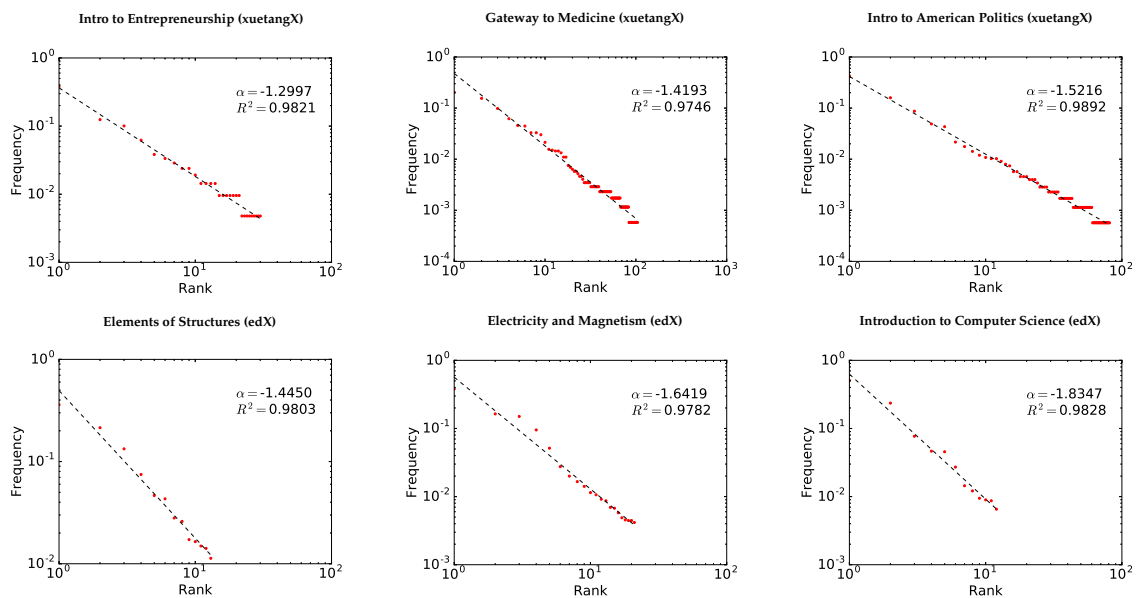 Intro to Entrepreneurship (xuetangX)
10^0
10^-1
10^-2
10^-3
Frequency
α = -1.2997
R^2 = 0.9821
10^0
10^1
10^2
Rank
Gateway to Medicine (xuetangX)
10^0
10^-1
10^-2
10^-3
10^-4
Frequency
α = -1.4193
R^2 = 0.9746
10^0
10^1
10^2
10^3
Rank
Intro to American Politics (xuetangX)
10^0
10^-1
10^-2
10^-3
10^-4
Frequency
α = -1.5216
R^2 = 0.9892
10^0
10^1
10^2
Rank
Elements of Structures (edX)
10^0
10^-1
10^-2
Frequency
α = -1.4450
R^2 = 0.9803
10^0
10^1
10^2
Rank
Electricity and Magnetism (edX)
10^0
10^-1
10^-2
10^-3
Frequency
α = -1.6419
R^2 = 0.9782
10^0
10^1
10^2
Rank
Introduction to Computer Science (edX)
10^0
10^-1
10^-2
10^-3
Frequency
α = -1.8347
R^2 = 0.9828
10^0
10^1
10^2
Rank